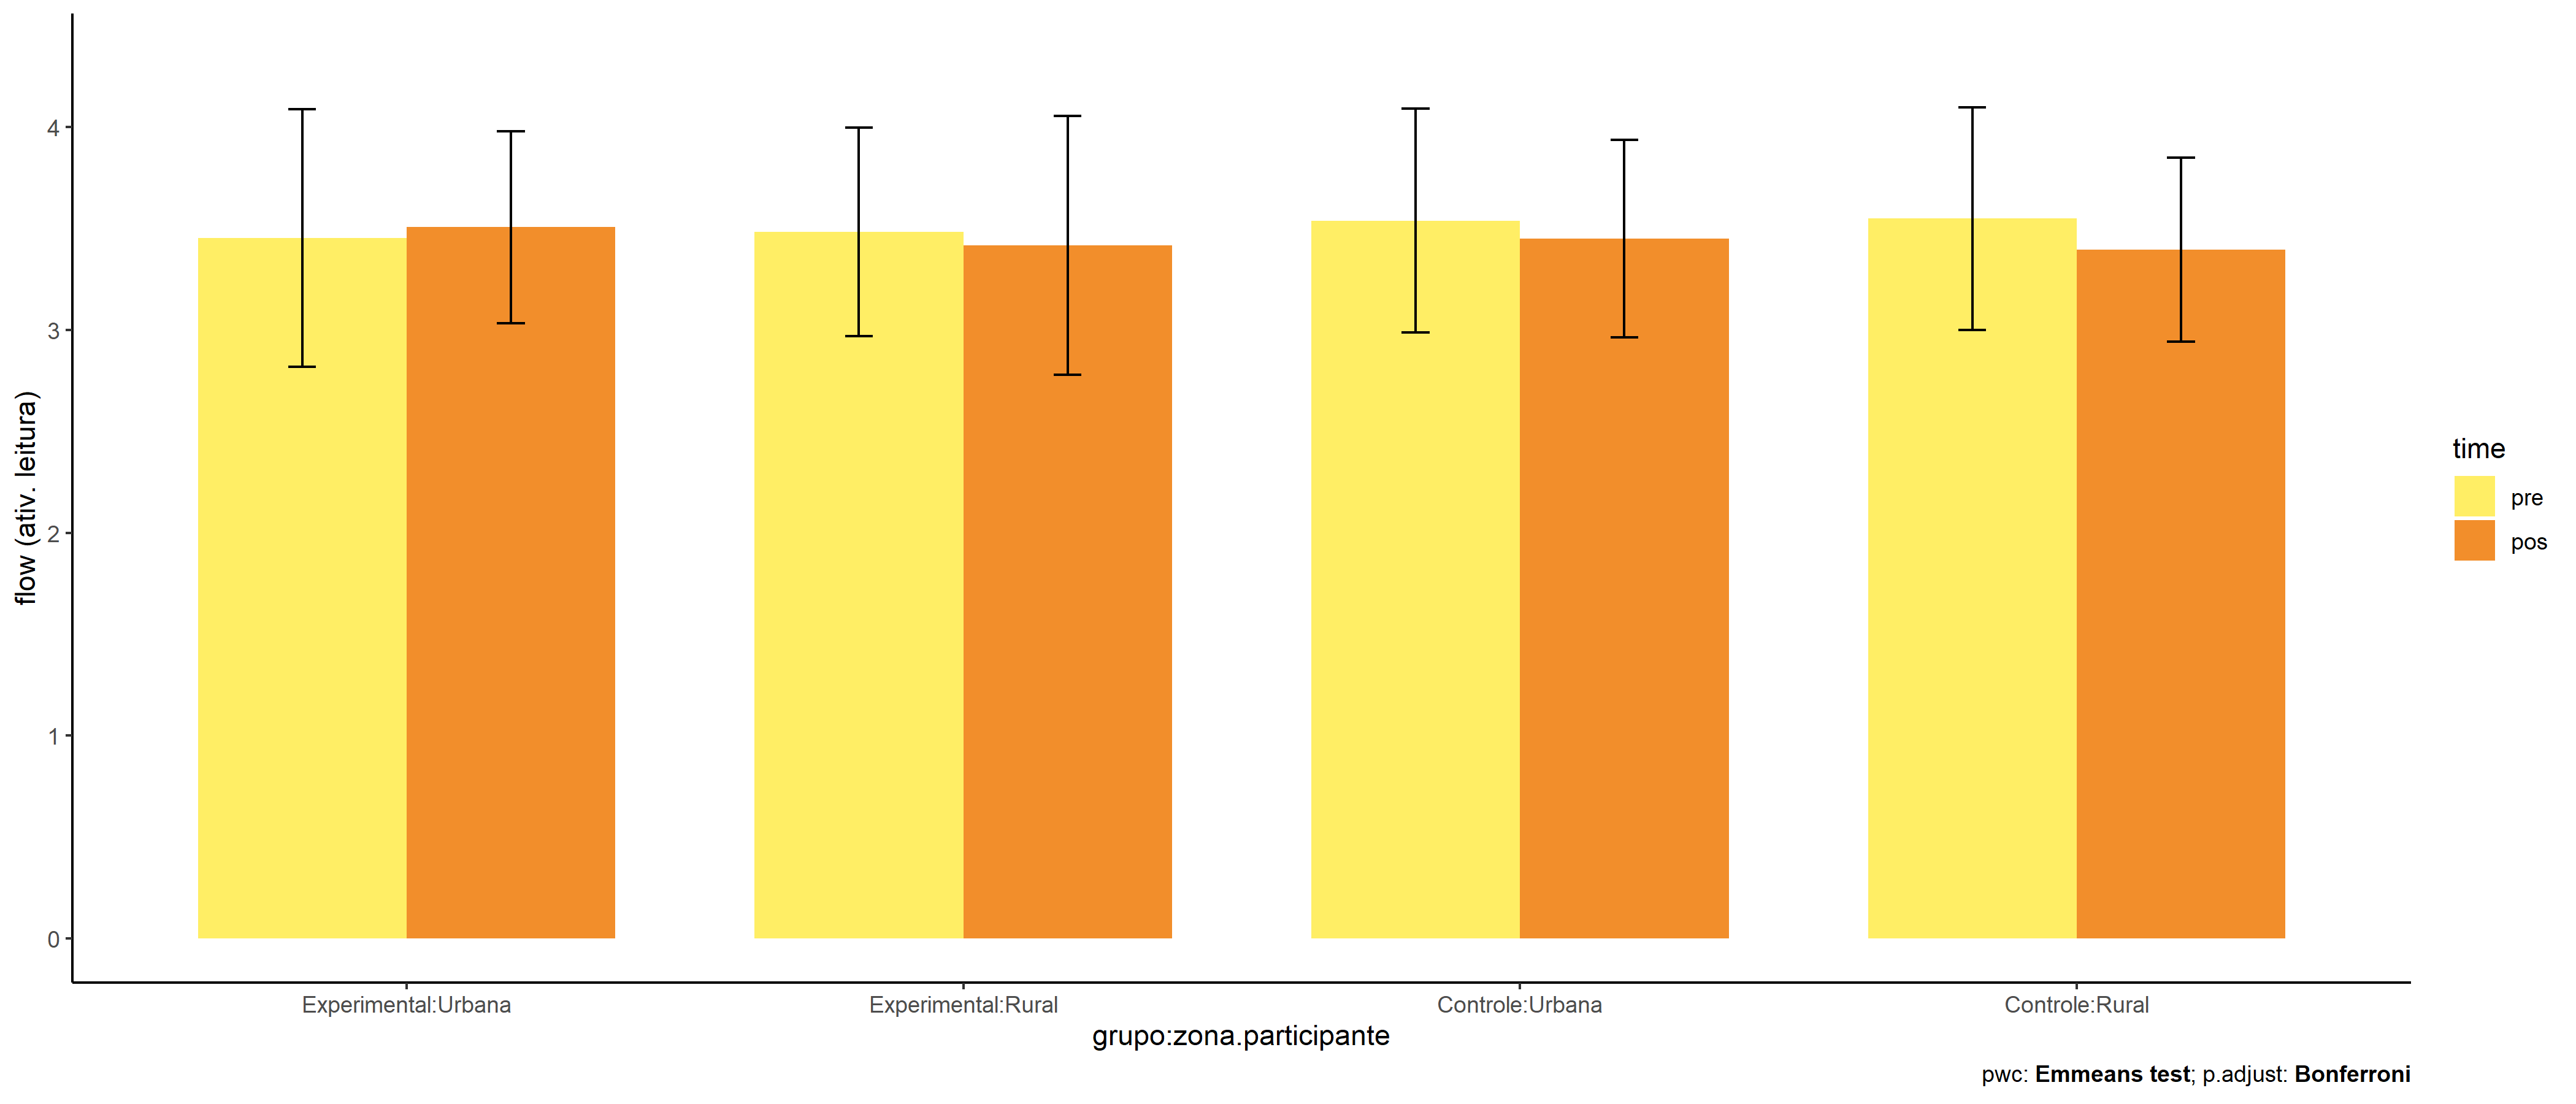 flow (ativ. leitura)
4
3
2
1
0
Experimental:Urbana
Experimental:Rural
Controle:Urbana
Controle:Rural
grupo:zona.participante
time
pre
pos
pwc: Emmeans test; p.adjust: Bonferroni